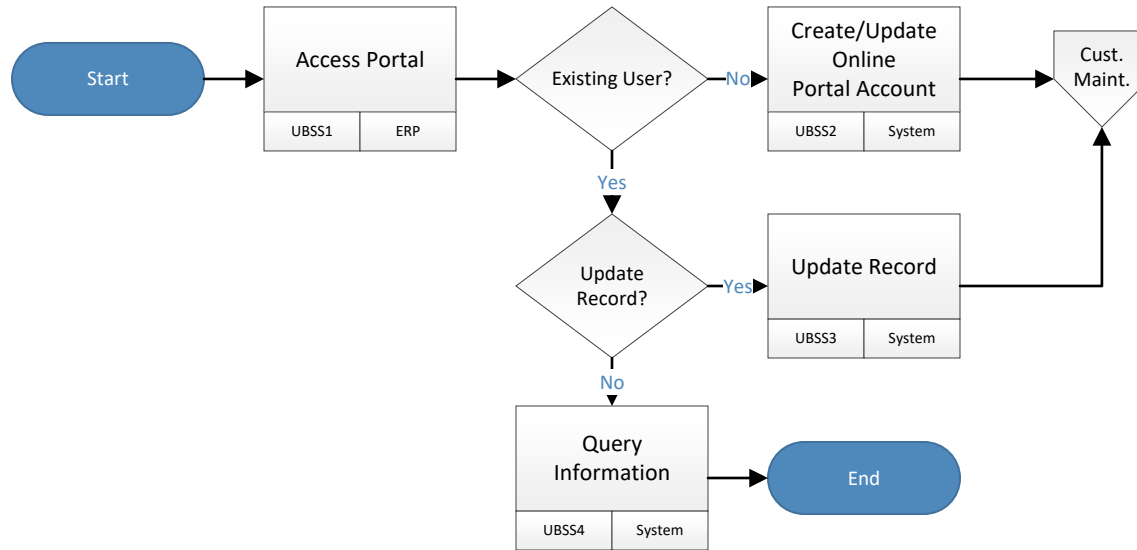 Start
Access Portal
UBSS1
ERP
Existing User?
No
Create/Update
Online
Portal Account
UBSS2
System
Cust.
Maint.
Yes
Update
Record?
Yes
Update Record
UBSS3
System
No
Query
Information
UBSS4
System
End